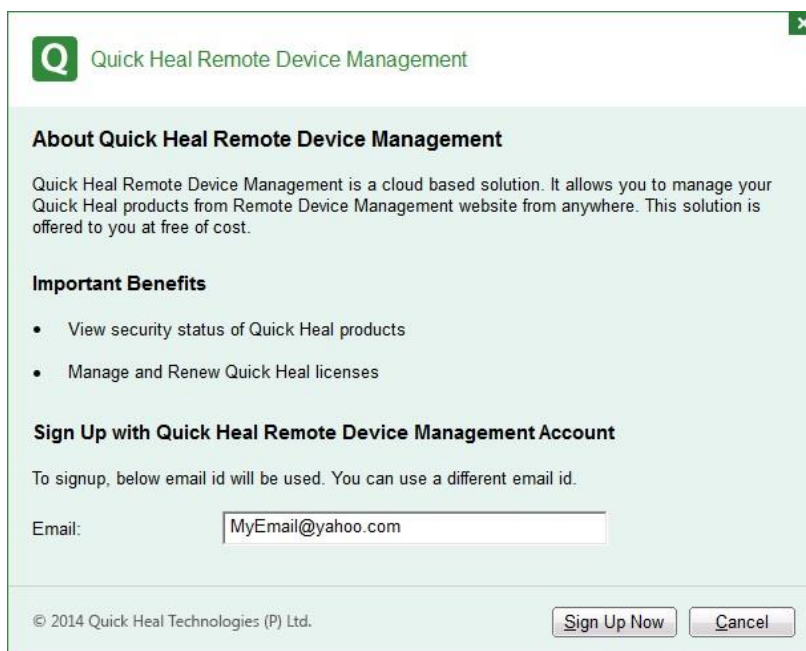 Q Quick Heal Remote Device Management
About Quick Heal Remote Device Management
Quick Heal Remote Device Management is a cloud based solution. It allows you to manage your
Quick Heal products from Remote Device Management website from anywhere. This solution is
offered to you at free of cost.
Important Benefits
• View security status of Quick Heal products
• Manage and Renew Quick Heal licenses
Sign Up with Quick Heal Remote Device Management Account
To signup, below email id will be used. You can use a different email id.
Email: MyEmail@yahoo.com
© 2014 Quick Heal Technologies (P) Ltd. Sign Up Now Cancel